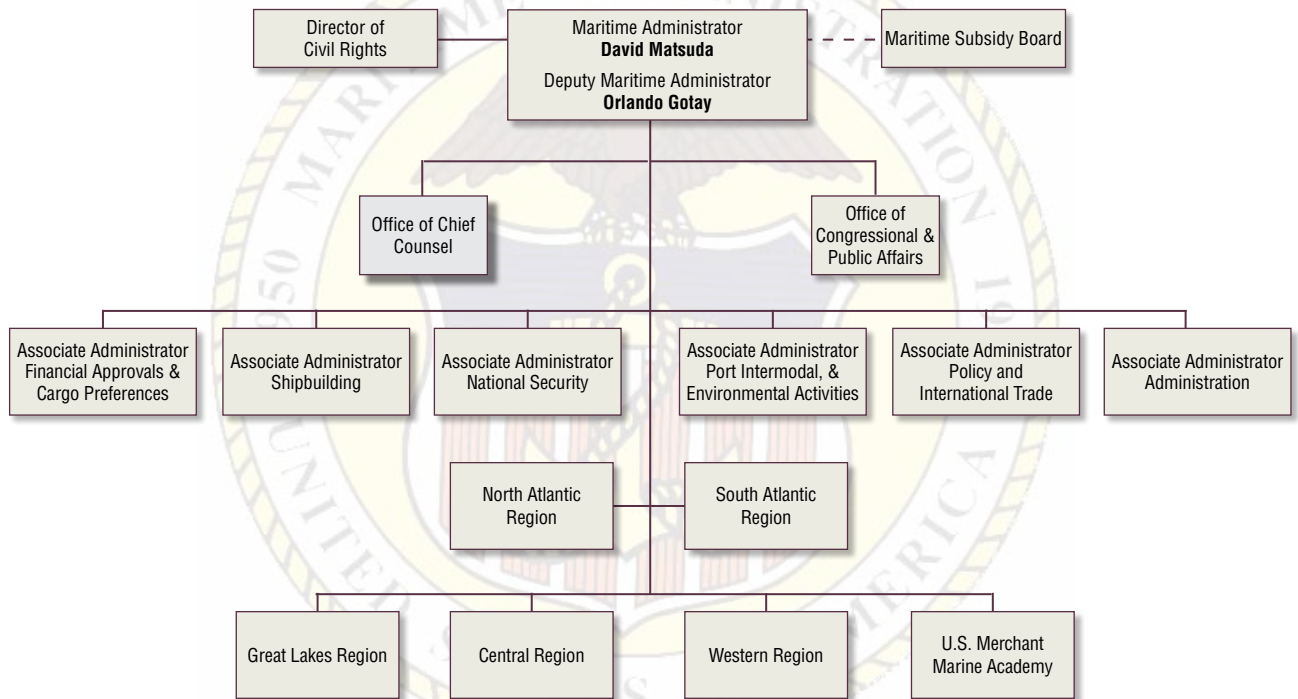 Director of
Civil Rights
Maritime Administrator
David Matsuda
Deputy Maritime Administrator
Orlando Gotay
Maritime Subsidy Board
Office of Chief
Counsel
Office of
Congressional &
Public Affairs
Associate Administrator
Financial Approvals &
Cargo Preferences
Associate Administrator
Shipbuilding
Associate Administrator
National Security
Associate Administrator
Port Intermodal, &
Environmental Activities
Associate Administrator
Policy and
International Trade
Associate Administrator
Administration
North Atlantic
Region
South Atlantic
Region
Great Lakes Region
Central Region
Western Region
U.S. Merchant
Marine Academy